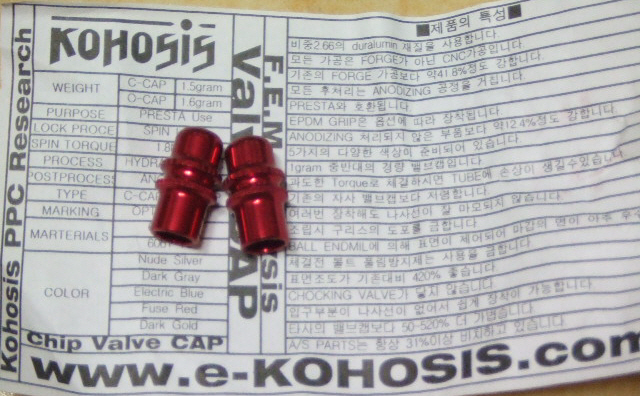 KOHOSIS
Kohosis PPC Research
WEIGHT
C-CAP 1.5gram
O-CAP 1.6gram
PURPOSE PRESTA Use
LOCK PROCE SPIN
SPIN TORQUE
PROCESS
POSTPROCESS
TYPE C-CAP
MARKING
MARTERIALS
COLOR
Nude Silver
Dark Gray
Electric Blue
Fuse Red
Dark Gold
Chip Valve CAP
F.E.M
CAP
■제품의 특성■
비중2.66의 duralumin 재질을 사용합니다
모든 가공은 FORGE가 아닌 CNC가공입니다
기존의 FORGE 가공보다 약41.8%정도 강합니다
모든 후처리는 ANODIZING 공정을 거칩니다
PRESTA와 호환됩니다
EPDM GRIP은 옵션에 따라 장착됩니다
ANODIZING 처리되지 않은 부품보다 약12.4%정도 강합니다
5가지의 다양한 색상이 준비되어 있습니다
1gram 중반대의 경량 밸브캡입니다
과도한 Torque로 체결하시면 TUBE에 손상이 생길수있습니다
기존의 자사 밸브캡보다 저렴합니다
여러번 장착해도 나사선이 잘 마모되지 않습니다
조립시 구리스의 도포를 금합니다
BALL ENDMIL에 의해 표면이 제어되어 마감의 면이 아주
체결전 볼트 풀림방지제는 사용을 금합니다
표면조도가 기존대비 420% 좋습니다
CHOCKING VALVE가 닿지 않습니다
입구부분이 나사선이 없어서 쉽게 장착이 가능합니다
타사의 밸브캡보다 50-520% 더 가볍습니다
A/S PARTS는 항상 31%이상 비치하고 있습니다
www.e-KOHOSIS.com